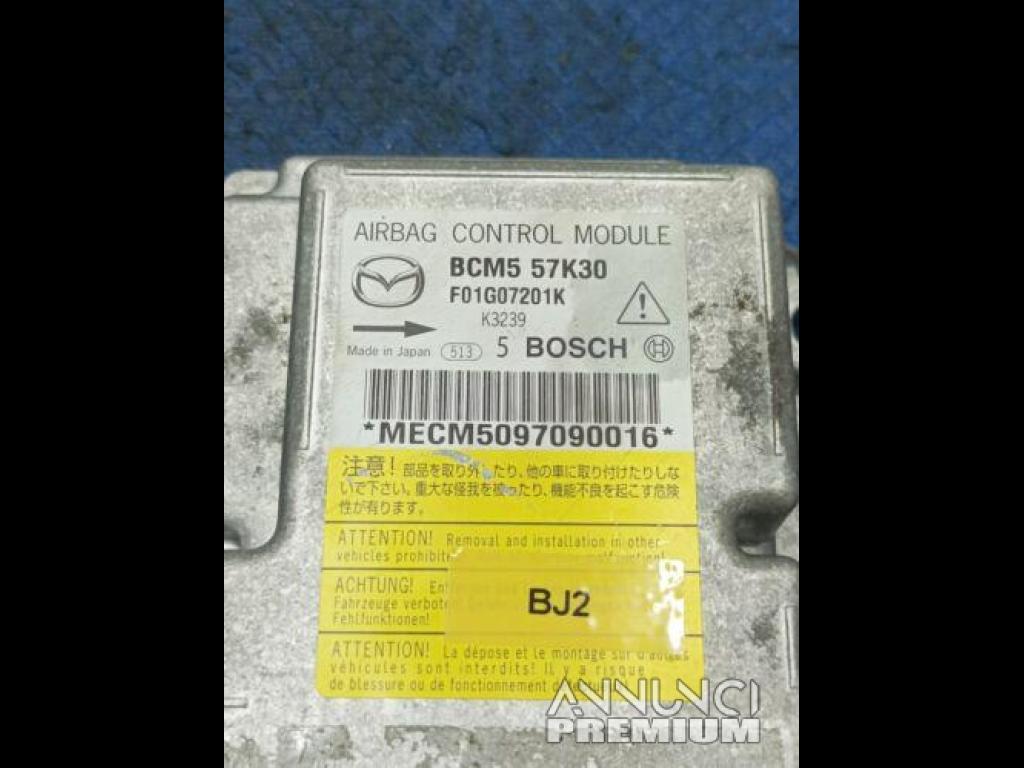 AIRBAG CONTROL MODULE
BCM5 57K30
F01G07201K
K3239
Made in Japan 513 5 BOSCH
*MECM5097090016*
注意! 部品を取り外したり、他の車に取り付けたりしな
いで下さい。重大な怪我を被ったり、機能不良を起こす危険
性が有ります。
ATTENTION! Removal and installation in other
vehicles
ACHTUNG!
Fahrzeuge
Fehlfunktionen!
BJ2
ATTENTION! La dépose et le montage sur d'autres
véhicules sont interdits! Il y a risque
de blessure ou de fonctionnement défectueux
ANNUNCI
PREMIUM